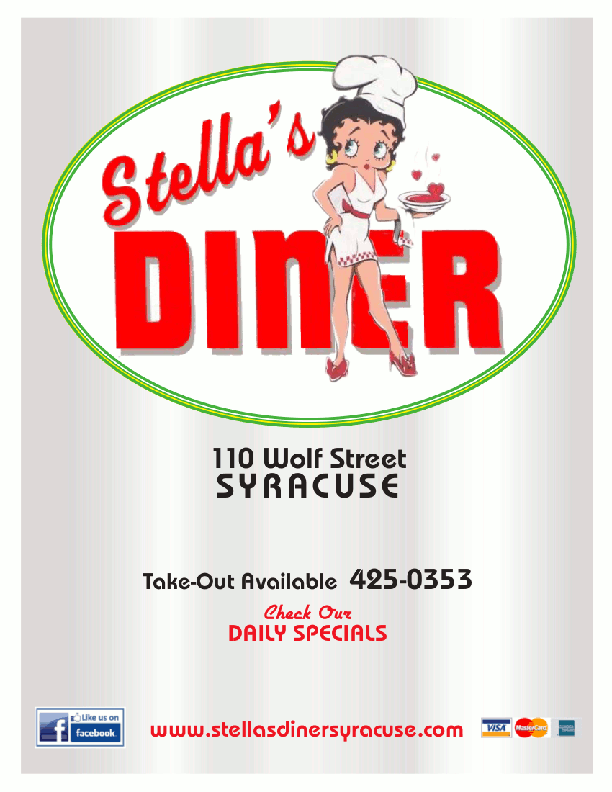 Stella's
DINER
110 Wolf Street
SYRACUSE
Take-Out Available 425-0353
Check Our
DAILY SPECIALS
Like us on
facebook
www.stellasdinersyracuse.com
VISA MasterCard